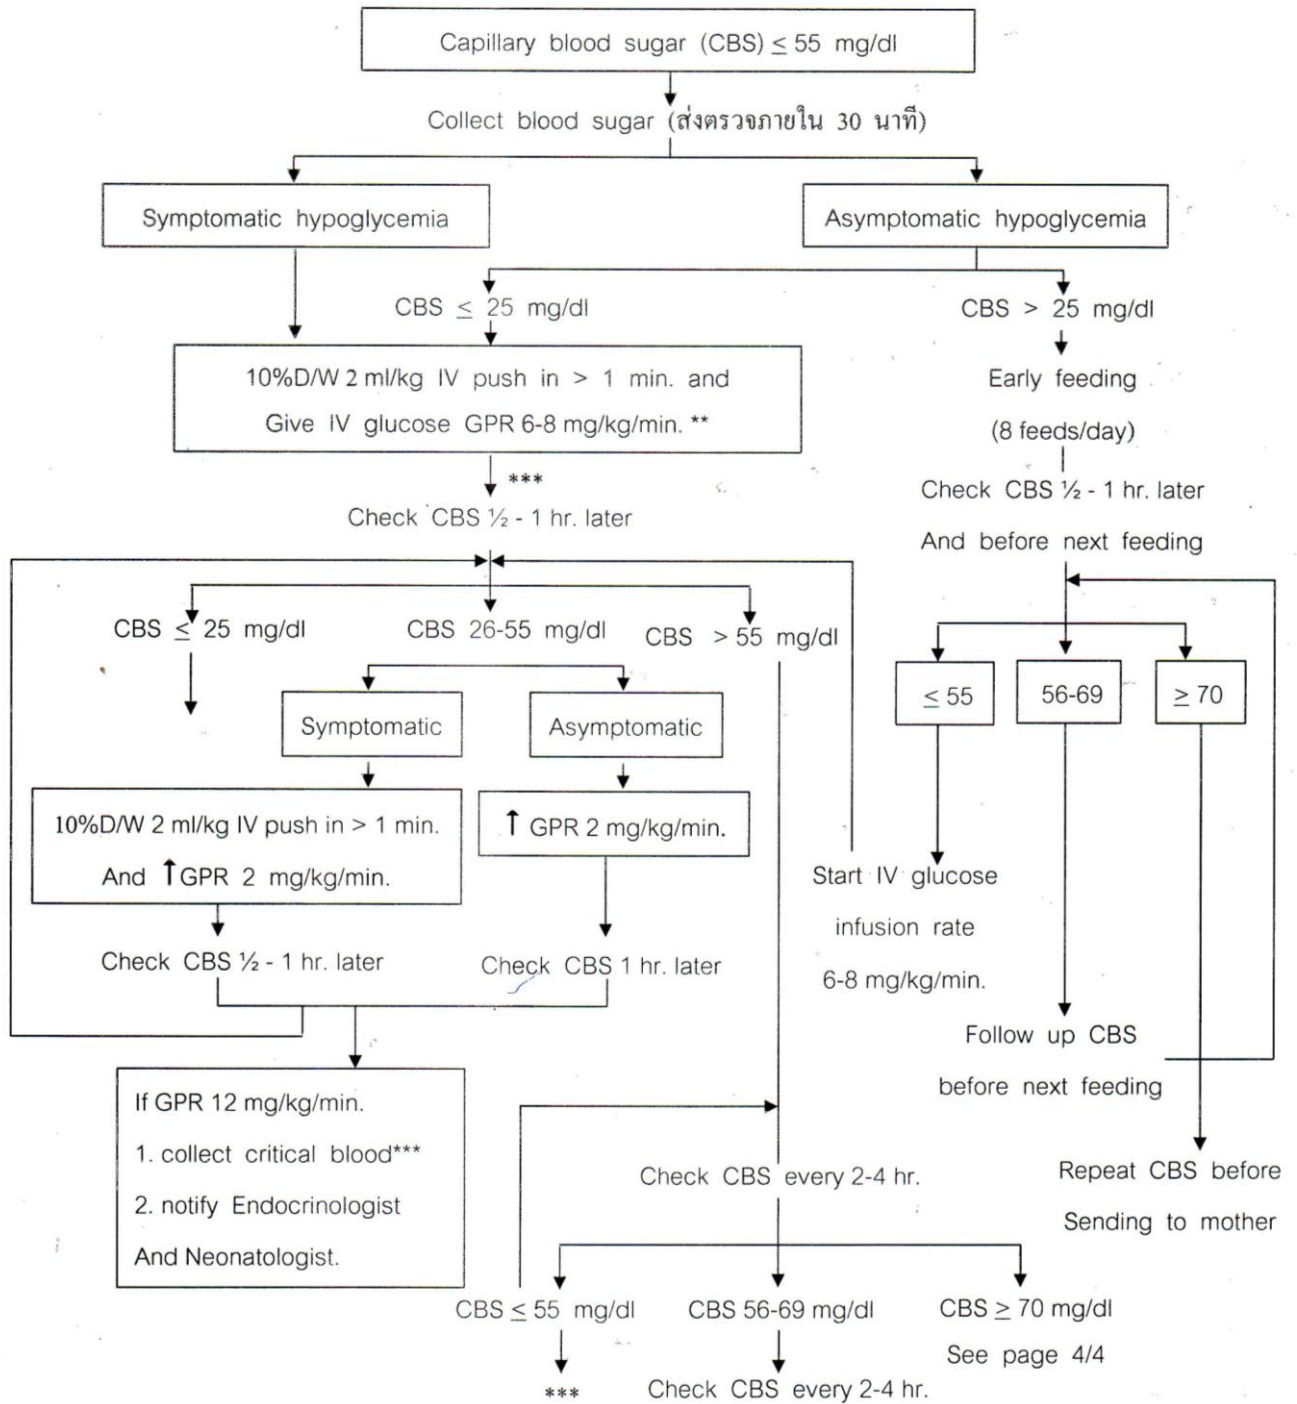 Capillary blood sugar (CBS) ≤ 55 mg/dl
Collect blood sugar (ส่งตรวจภายใน 30 นาที)
Symptomatic hypoglycemia
Asymptomatic hypoglycemia
CBS ≤ 25 mg/dl
CBS > 25 mg/dl
10%D/W 2 ml/kg IV push in > 1 min. and
Give IV glucose GPR 6-8 mg/kg/min. **
Early feeding
(8 feeds/day)
***
Check CBS ½ - 1 hr. later
Check CBS ½ - 1 hr. later
And before next feeding
CBS ≤ 25 mg/dl
CBS 26-55 mg/dl
CBS > 55 mg/dl
≤ 55
56-69
≥ 70
Symptomatic
Asymptomatic
10%D/W 2 ml/kg IV push in > 1 min.
And ↑GPR 2 mg/kg/min.
↑ GPR 2 mg/kg/min.
Start IV glucose
infusion rate
6-8 mg/kg/min.
Check CBS ½ - 1 hr. later
Check CBS 1 hr. later
Follow up CBS
before next feeding
If GPR 12 mg/kg/min.
1. collect critical blood***
2. notify Endocrinologist
And Neonatologist.
Check CBS every 2-4 hr.
Repeat CBS before
Sending to mother
CBS ≤ 55 mg/dl
CBS 56-69 mg/dl
CBS ≥ 70 mg/dl
See page 4/4
***
Check CBS every 2-4 hr.